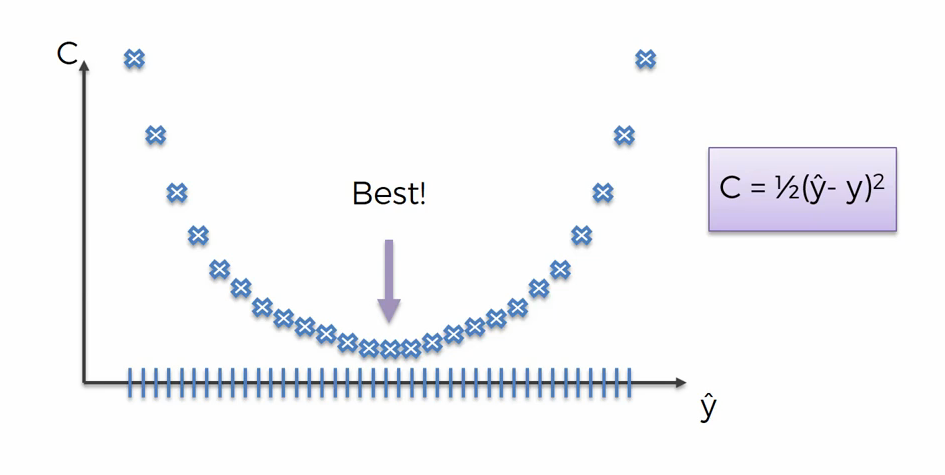 C
Best!
C = ½(ŷ- y)²
ŷ